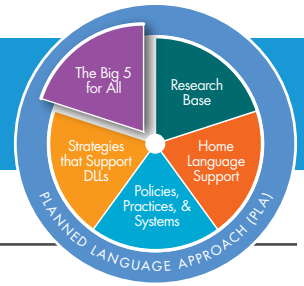 The Big 5
for All
Research
Base
Home
Language
Support
Policies,
Practices, &
Systems
Strategies
that Support
DLLs
PLANNED LANGUAGE APPROACH (PLA)